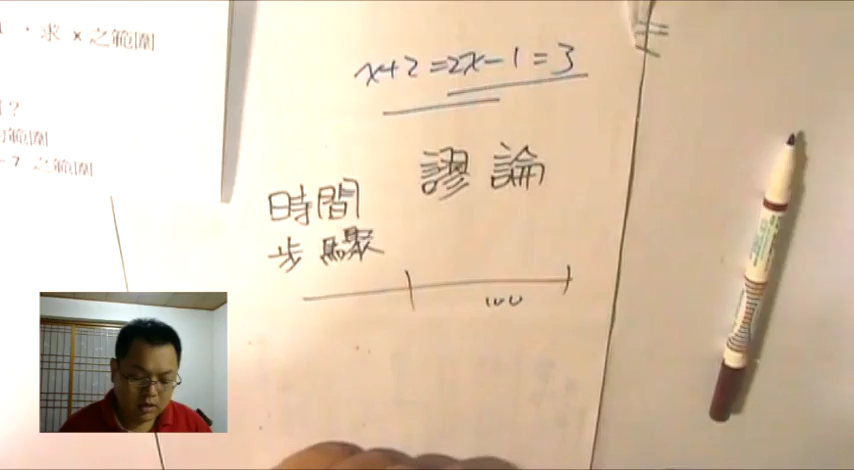 求 x 之範圍
範圍
-7 之範圍
x+2=2x-1=3
謬論
時間
步驟
100